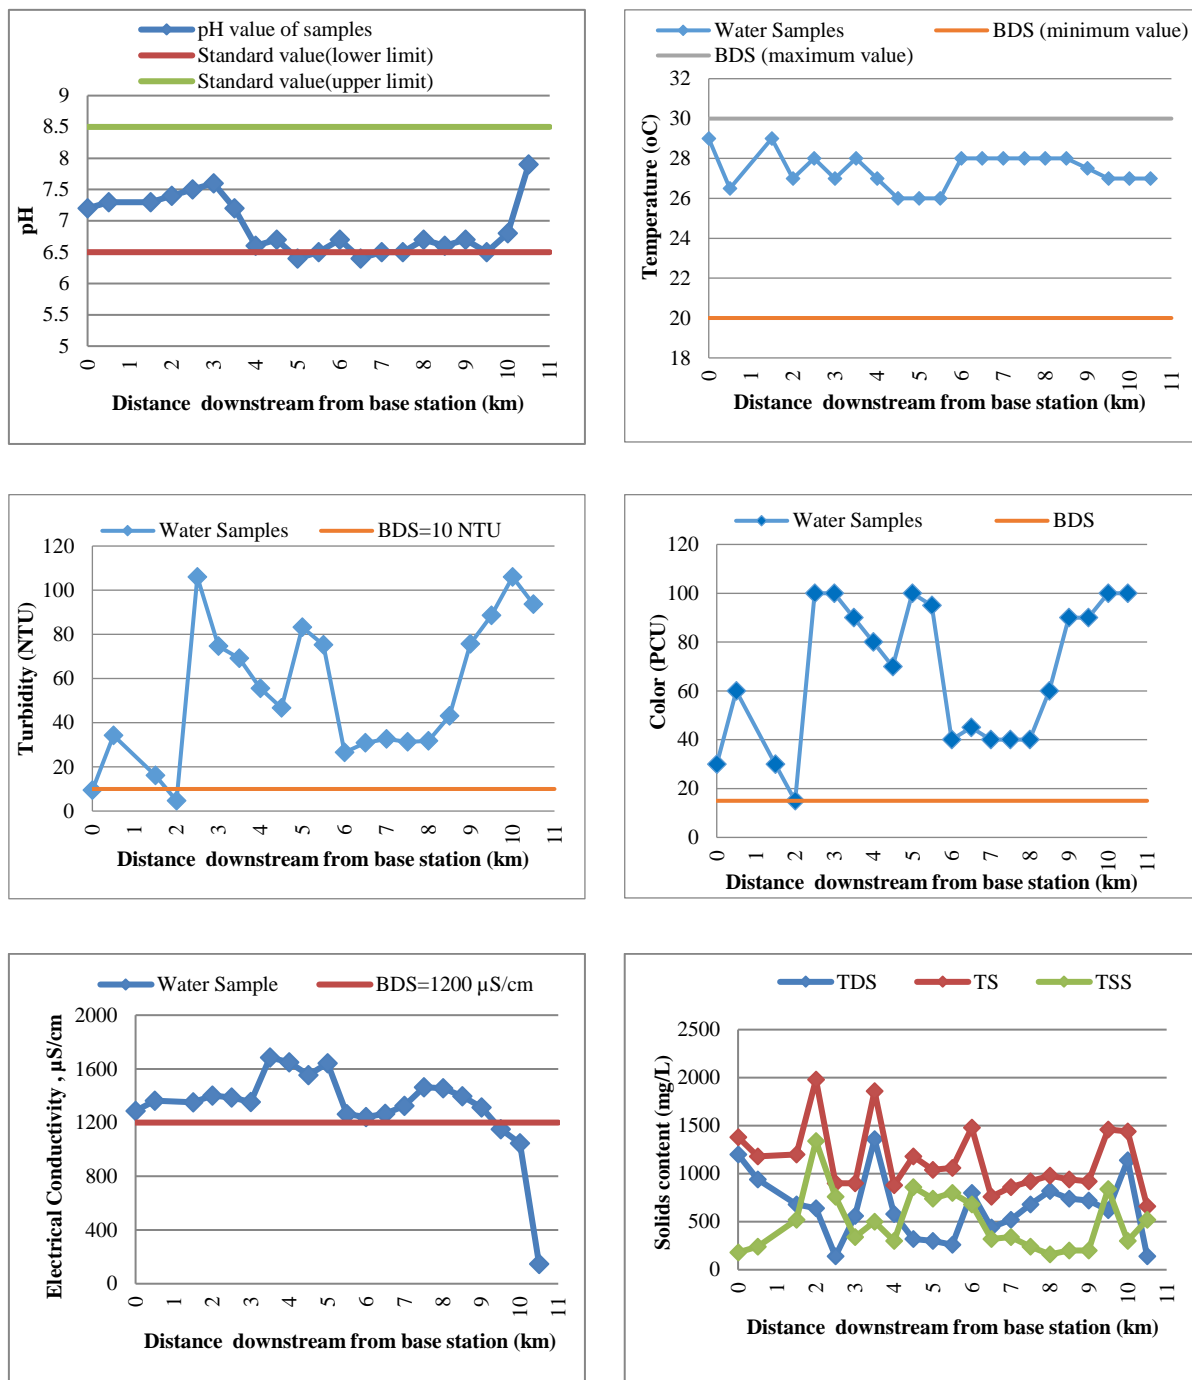 pH value of samples
Standard value(lower limit)
Standard value(upper limit)
9
8.5
8
7.5
7
6.5
6
5.5
5
pH
0 1 2 3 4 5 6 7 8 9 10 11
Distance downstream from base station (km)
Water Samples BDS (minimum value)
BDS (maximum value)
32
30
28
26
24
22
20
18
Temperature (oC)
0 1 2 3 4 5 6 7 8 9 10 11
Distance downstream from base station (km)
Water Samples BDS=10 NTU
120
100
80
60
40
20
0
Turbidity (NTU)
0 1 2 3 4 5 6 7 8 9 10 11
Distance downstream from base station (km)
Water Samples BDS
120
100
80
60
40
20
0
Color (PCU)
0 1 2 3 4 5 6 7 8 9 10 11
Distance downstream from base station (km)
Water Sample BDS=1200 µS/cm
2000
1600
1200
800
400
0
Electrical Conductivity , µS/cm
0 1 2 3 4 5 6 7 8 9 10 11
Distance downstream from base station (km)
TDS TS TSS
2500
2000
1500
1000
500
0
Solids content (mg/L)
0 1 2 3 4 5 6 7 8 9 10 11
Distance downstream from base station (km)